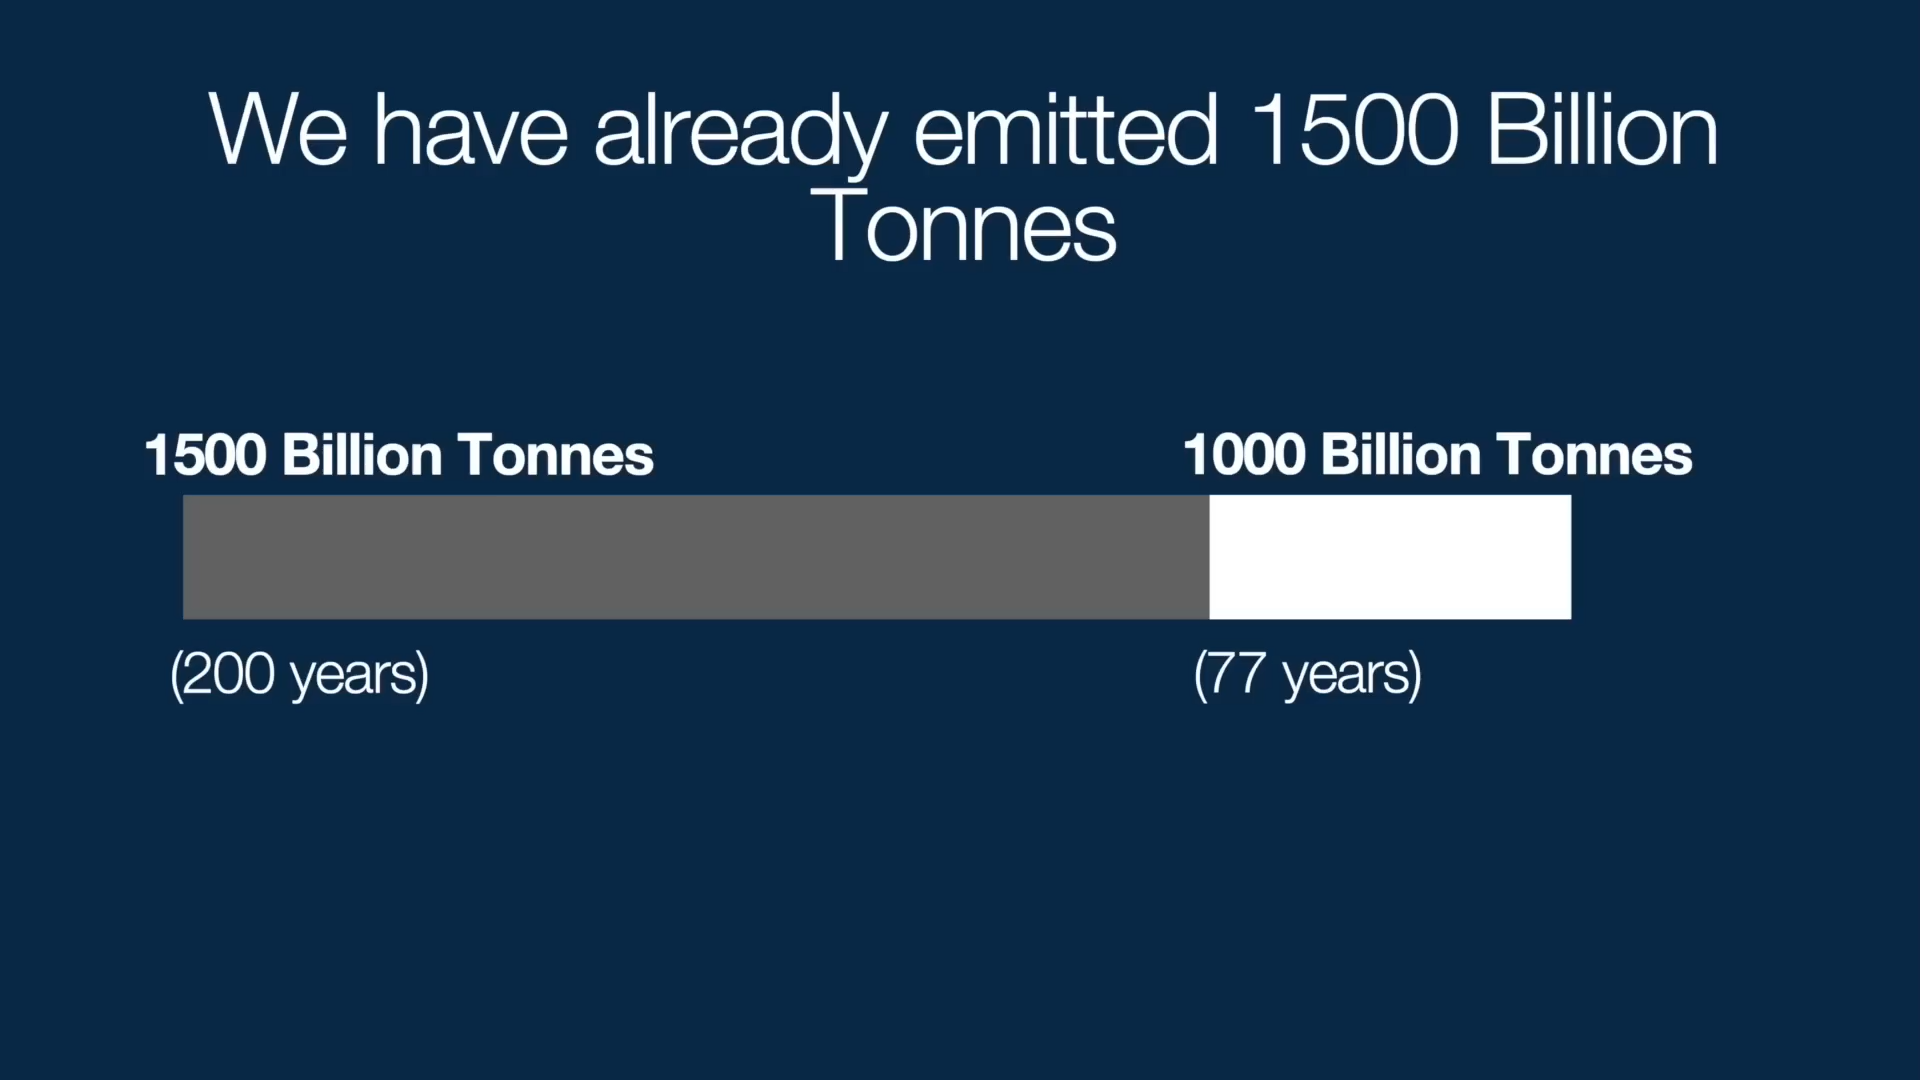 We have already emitted 1500 Billion
Tonnes
1500 Billion Tonnes
1000 Billion Tonnes
(200 years)
(77 years)